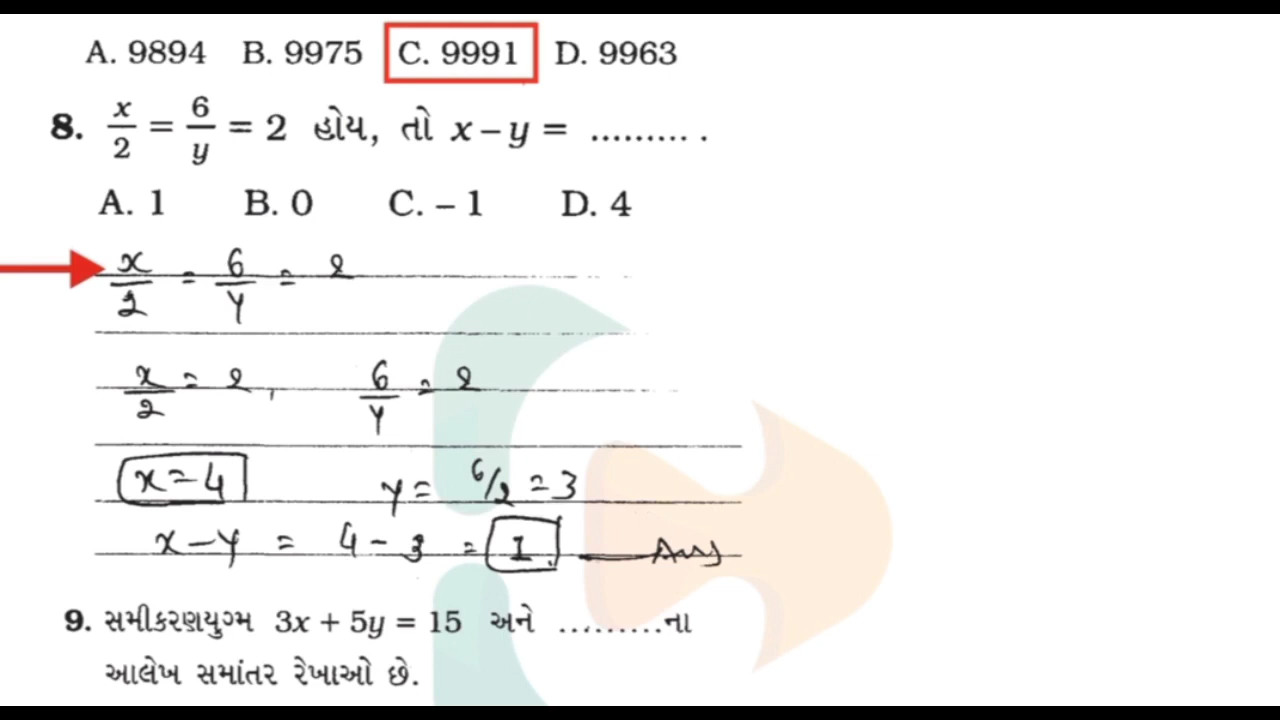 A. 9894 B. 9975 C. 9991 D. 9963
8. x/2 = 6/y = 2 હોય, તો x – y = ......... .
A. 1 B. 0 C. – 1 D. 4
x/2 = 6/y = 2
x/2 = 2, 6/y = 2
x = 4 y = 6/2 = 3
x – y = 4 – 3 = 1. Ans
9. સમીકરણયુગ્મ 3x + 5y = 15 અને .........ના
આલેખ સમાંતર રેખાઓ છે.